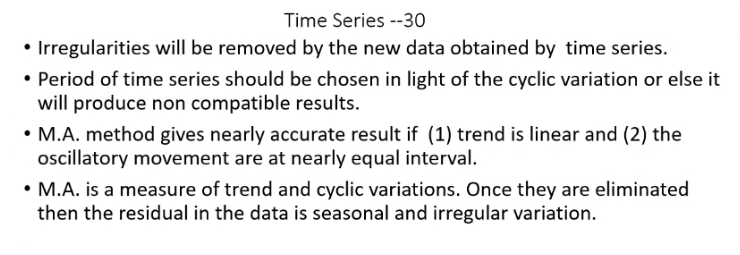 Time Series --30
• Irregularities will be removed by the new data obtained by  time series.
• Period of time series should be chosen in light of the cyclic variation or else it
will produce non compatible results.
• M.A. method gives nearly accurate result if  (1) trend is linear and (2) the
oscillatory movement are at nearly equal interval.
• M.A. is a measure of trend and cyclic variations. Once they are eliminated
then the residual in the data is seasonal and irregular variation.